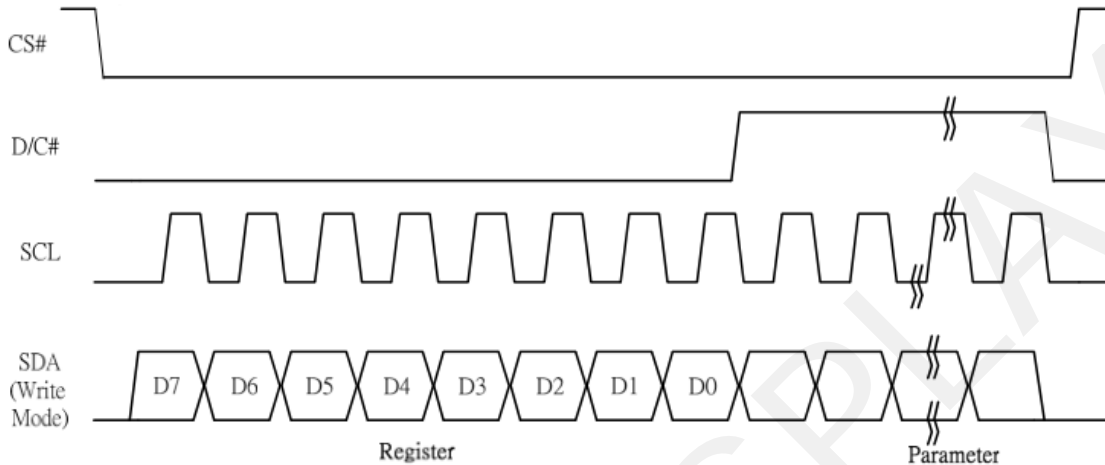 CS#
D/C#
SCL
SDA
(Write
Mode)
D7 D6 D5 D4 D3 D2 D1 D0
Register Parameter